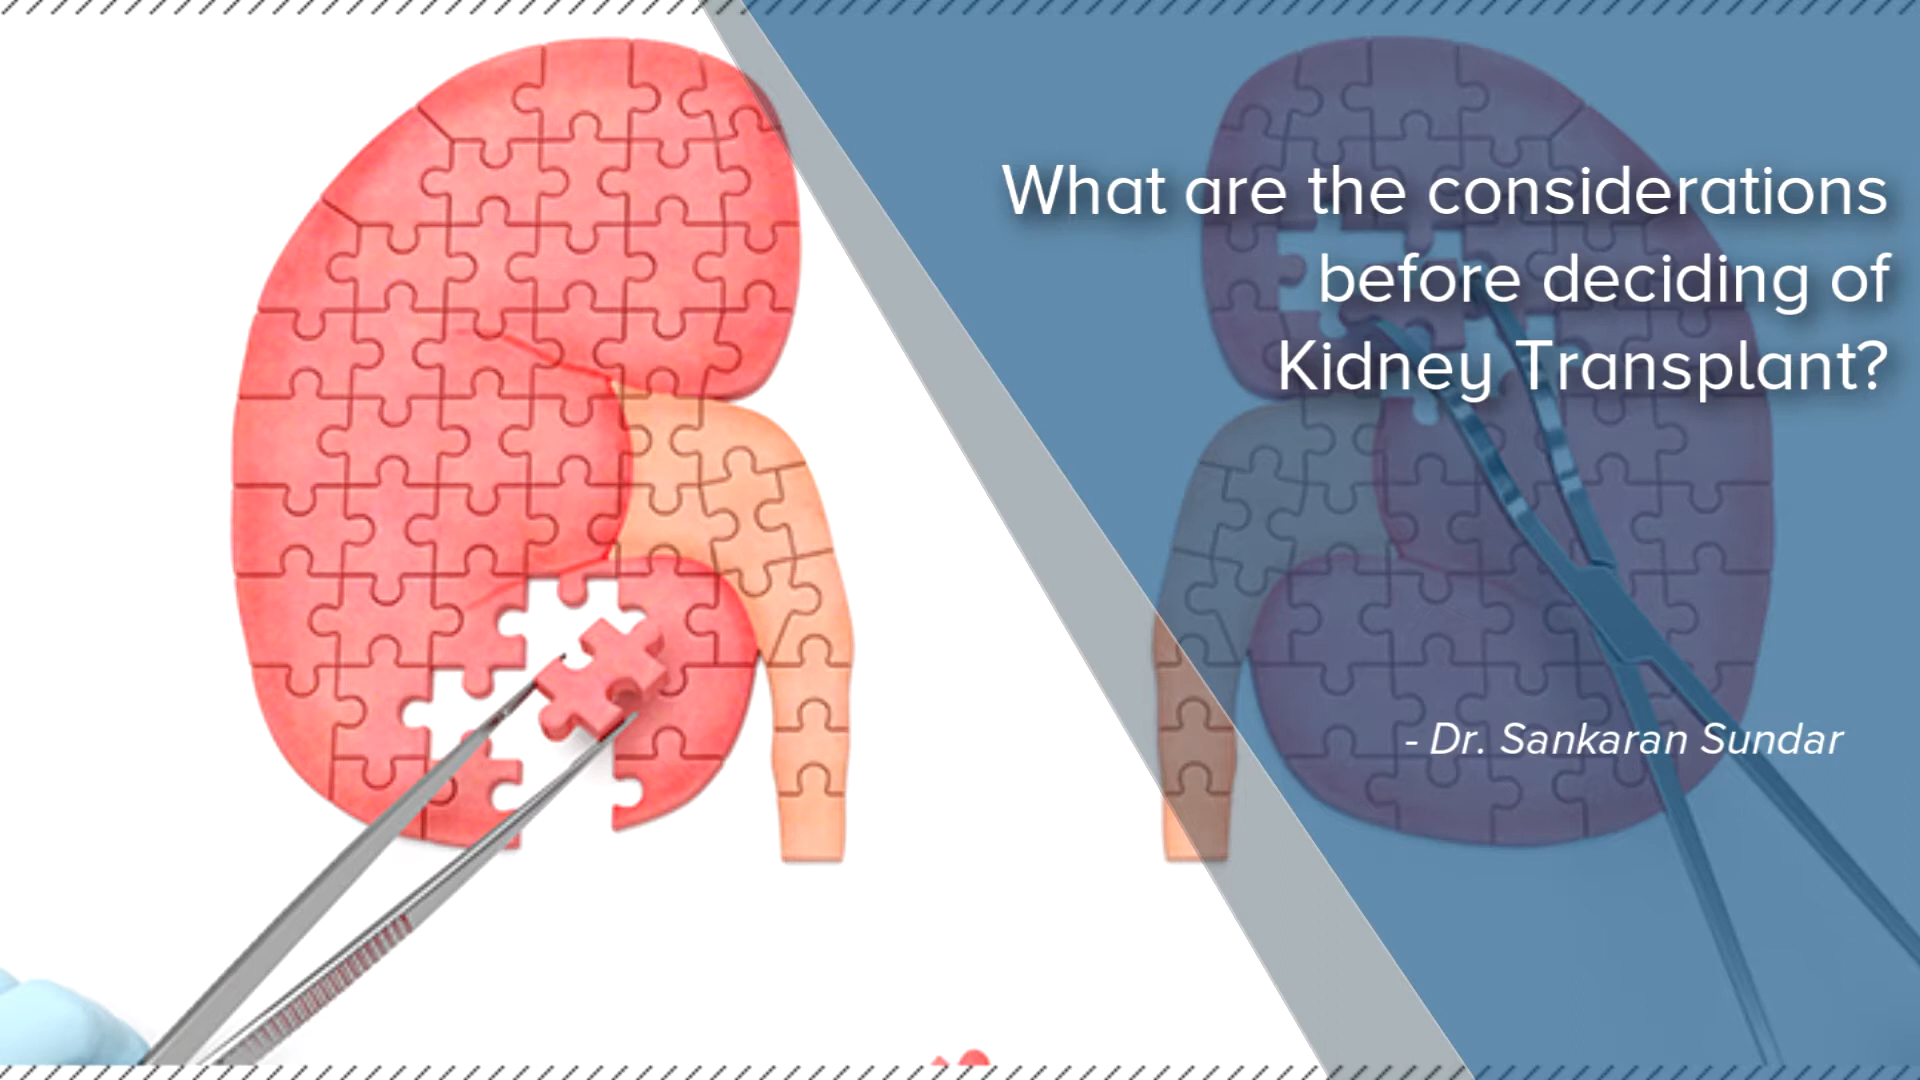 What are the considerations
before deciding of
Kidney Transplant?
- Dr. Sankaran Sundar